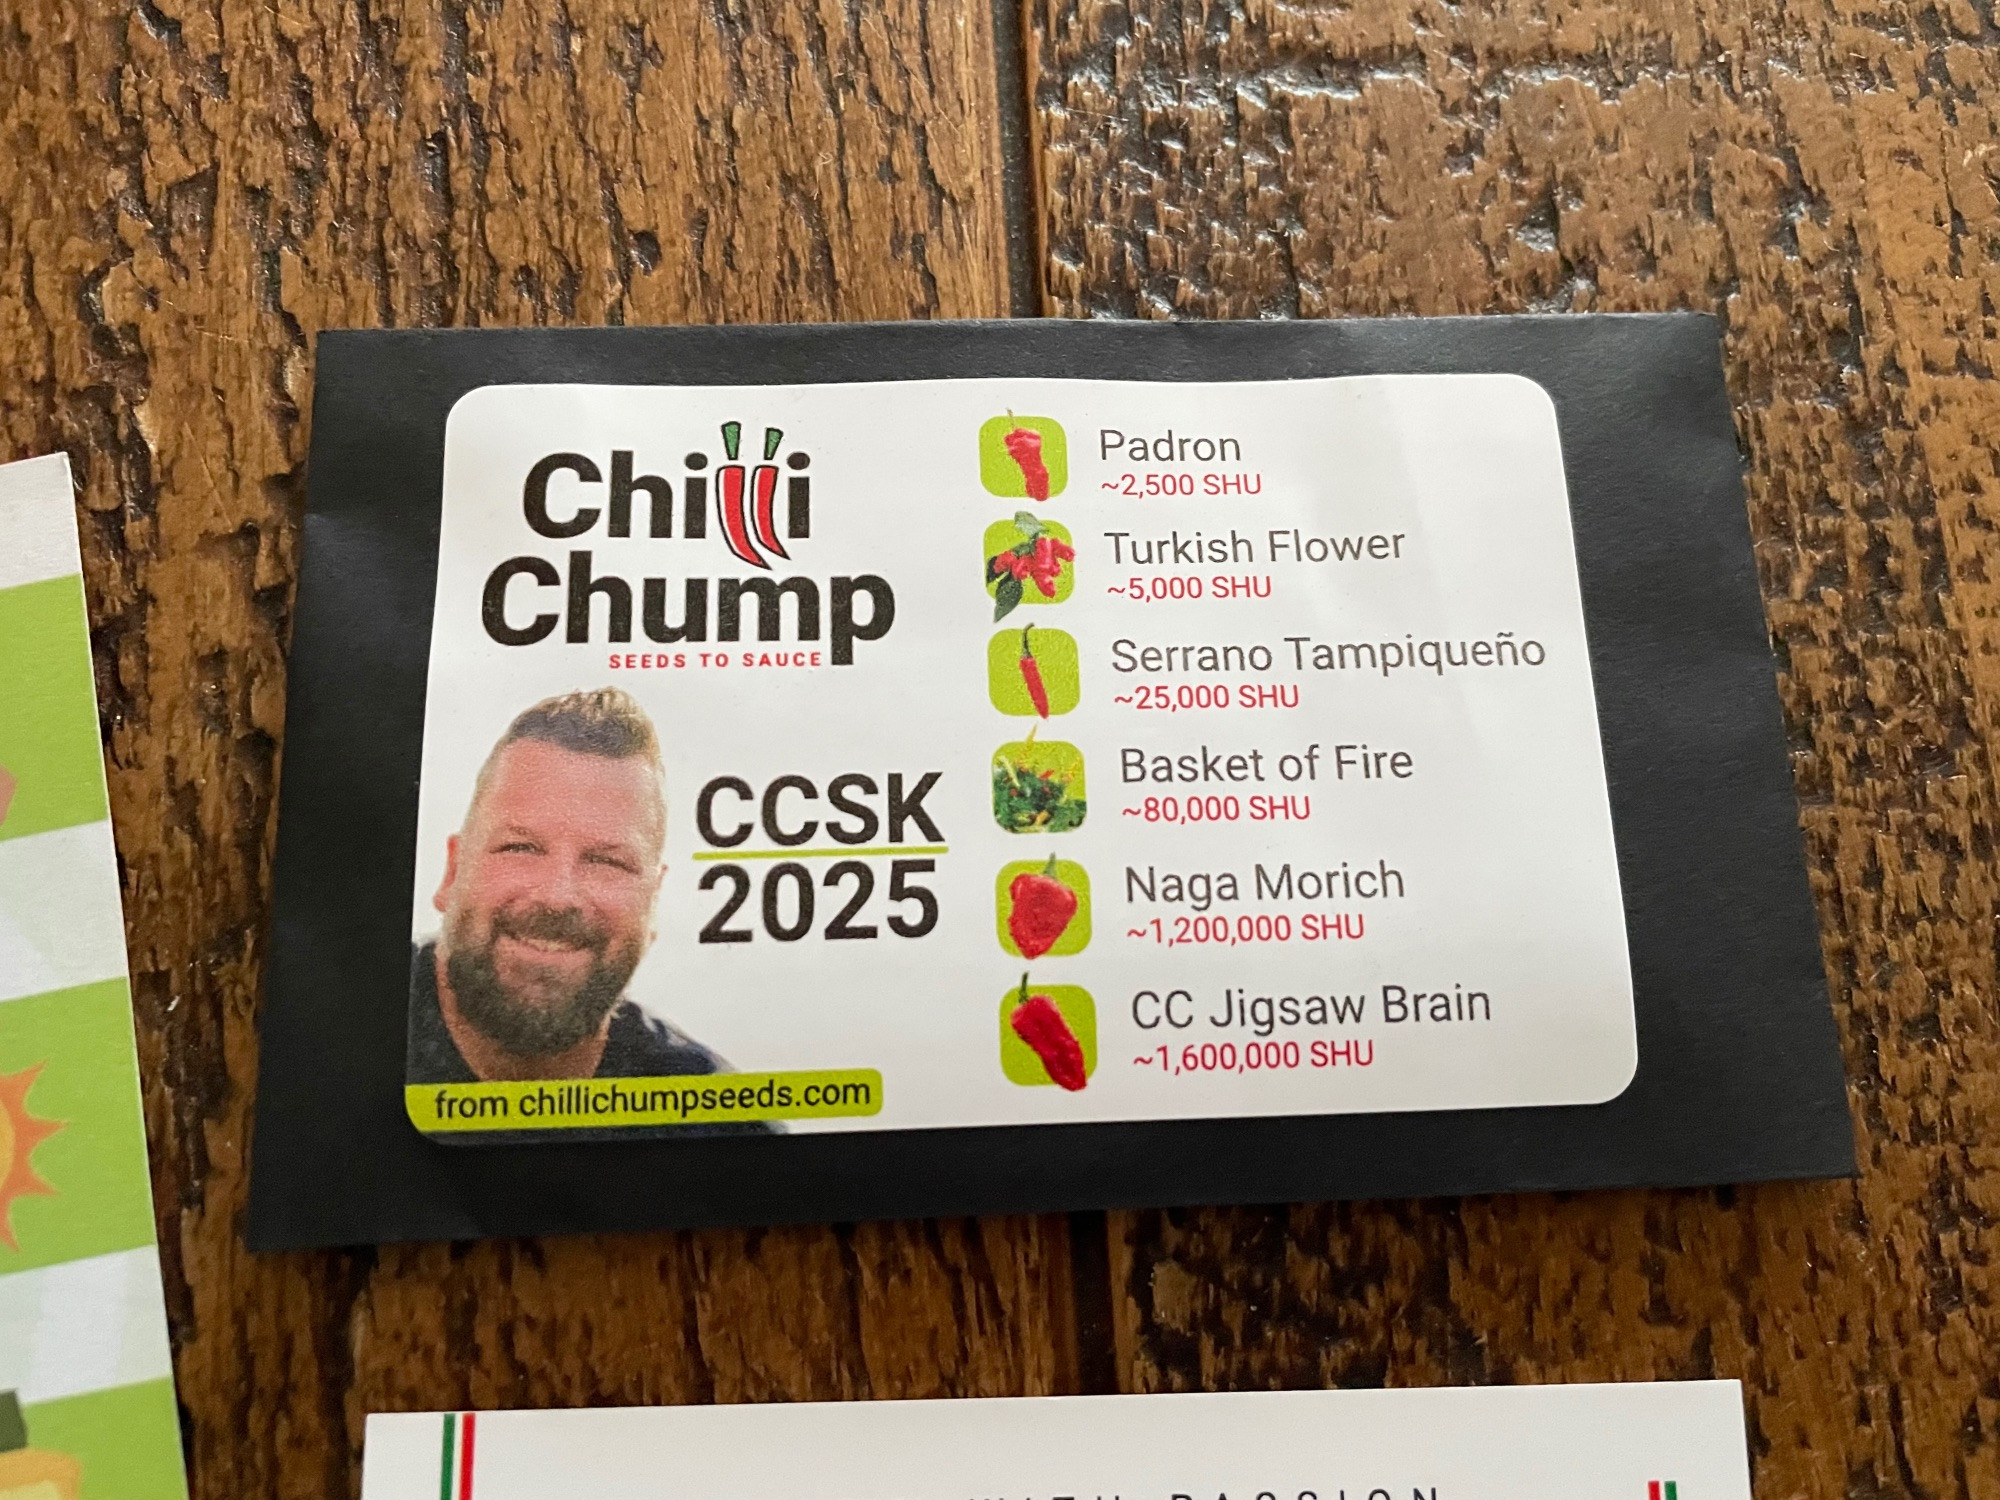 Chilli
Chump
SEEDS TO SAUCE
CCSK
2025
from chillichumpseeds.com
Padron
~2,500 SHU
Turkish Flower
~5,000 SHU
Serrano Tampiqueño
~25,000 SHU
Basket of Fire
~80,000 SHU
Naga Morich
~1,200,000 SHU
CC Jigsaw Brain
~1,600,000 SHU
WITH PASSION